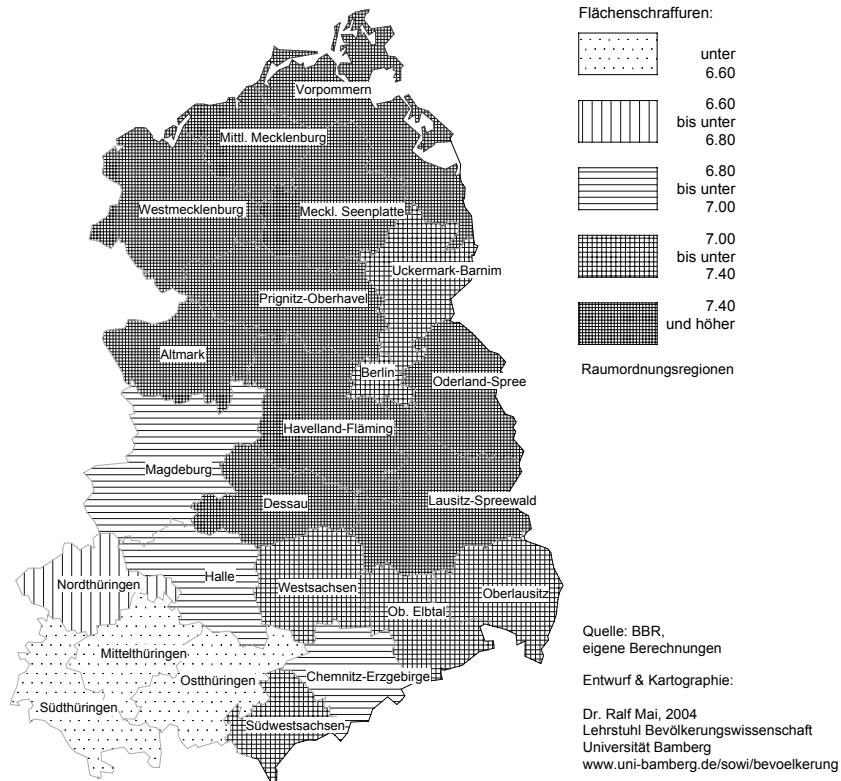 Flächenschraffuren:
unter
6.60
6.60
bis unter
6.80
6.80
bis unter
7.00
7.00
bis unter
7.40
7.40
und höher
Raumordnungsregionen
Vorpommern
Mittl. Mecklenburg
Westmecklenburg
Meckl. Seenplatte
Uckermark-Barnim
Prignitz-Oberhavel
Altmark
Berlin
Oderland-Spree
Havelland-Fläming
Magdeburg
Dessau
Lausitz-Spreewald
Nordthüringen
Halle
Westsachsen
Oberlausitz
Ob. Elbtal
Mittelthüringen
Ostthüringen
Chemnitz-Erzgebirge
Südthüringen
Südwestsachsen
Quelle: BBR,
eigene Berechnungen
Entwurf & Kartographie:
Dr. Ralf Mai, 2004
Lehrstuhl Bevölkerungswissenschaft
Universität Bamberg
www.uni-bamberg.de/sowi/bevoelkerung